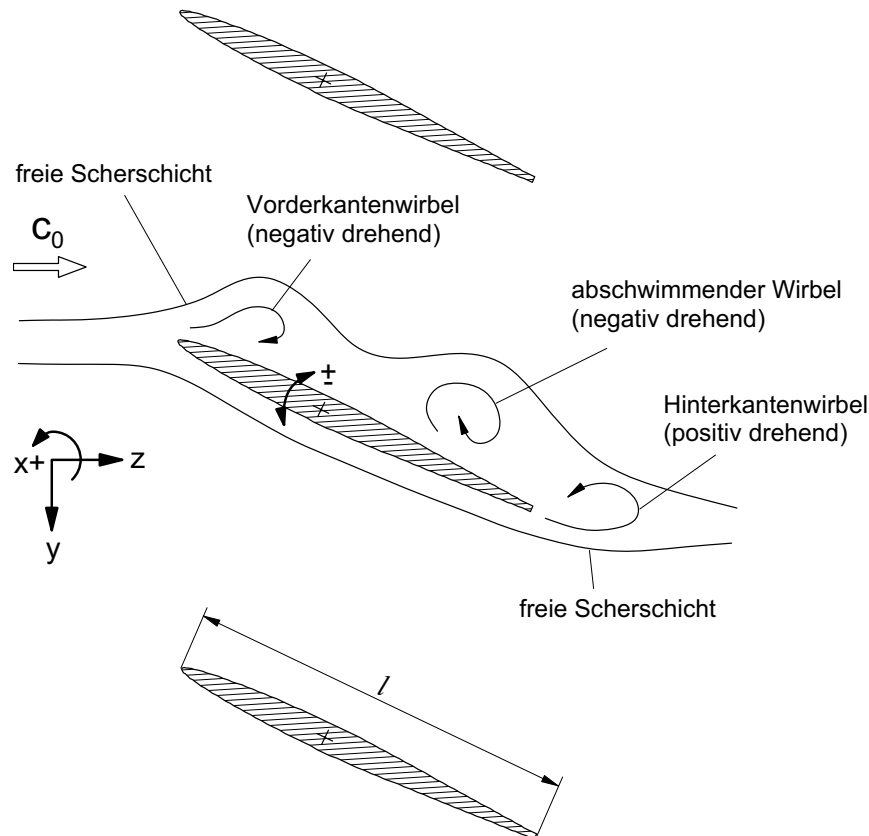 freie Scherschicht
Vorderkantenwirbel
(negativ drehend)
c0
abschwimmender Wirbel
(negativ drehend)
±
Hinterkantenwirbel
(positiv drehend)
x+
z
y
freie Scherschicht
l